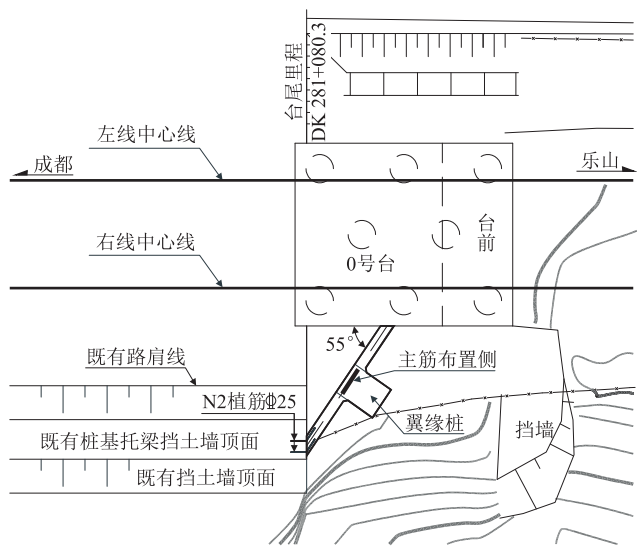 台尾里程
DK 281+080.3
左线中心线
成都
乐山
右线中心线
台前
0号台
55°
既有路肩线
主筋布置侧
N2植筋ϕ25
翼缘桩
挡墙
既有桩基托梁挡土墙顶面
既有挡土墙顶面